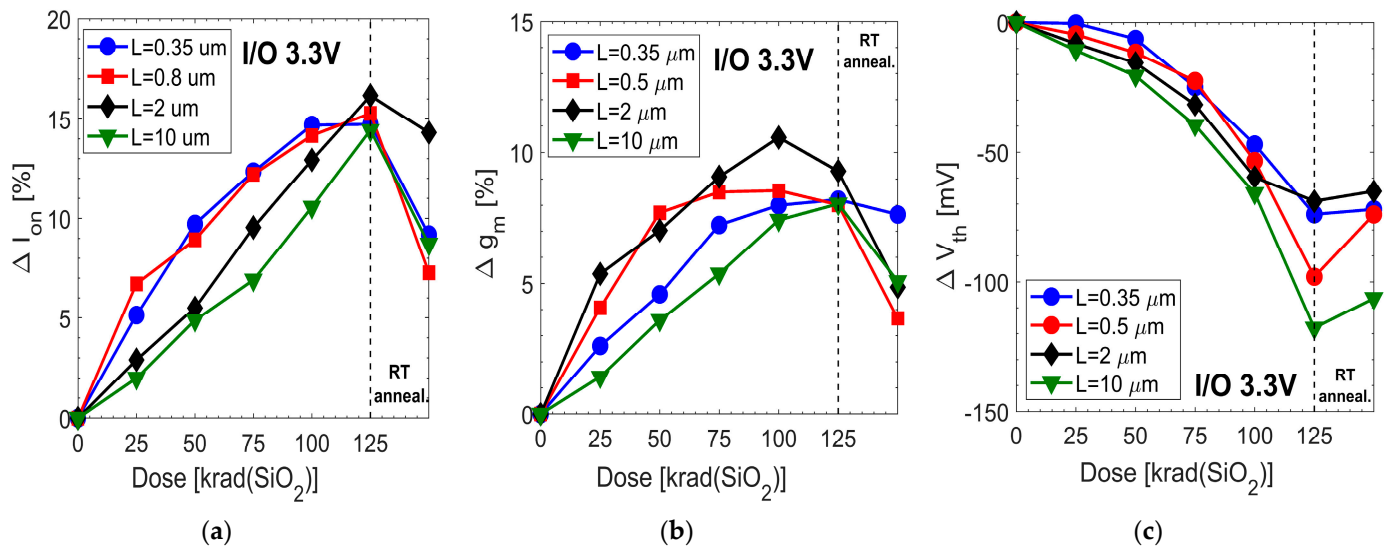 20
15
10
5
0
Δ I_on [%]
L=0.35 um
L=0.8 um
L=2 um
L=10 um
I/O 3.3V
RT
anneal.
0 25 50 75 100 125
Dose [krad(SiO_2)]
(a)
15
10
5
0
Δ g_m [%]
L=0.35 μm
L=0.5 μm
L=2 μm
L=10 μm
I/O 3.3V
RT
anneal.
0 25 50 75 100 125
Dose [krad(SiO_2)]
(b)
0
-50
-100
-150
Δ V_th [mV]
L=0.35 μm
L=0.5 μm
L=2 μm
L=10 μm
I/O 3.3V
RT
anneal.
0 25 50 75 100 125
Dose [krad(SiO_2)]
(c)